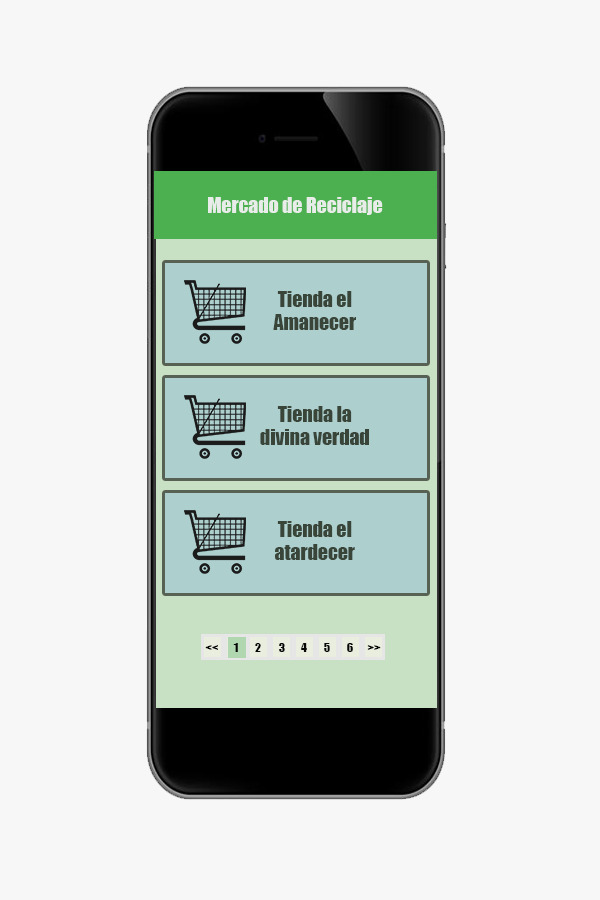 Mercado de Reciclaje
Tienda el
Amanecer
Tienda la
divina verdad
Tienda el
atardecer
<< 1 2 3 4 5 6 >>